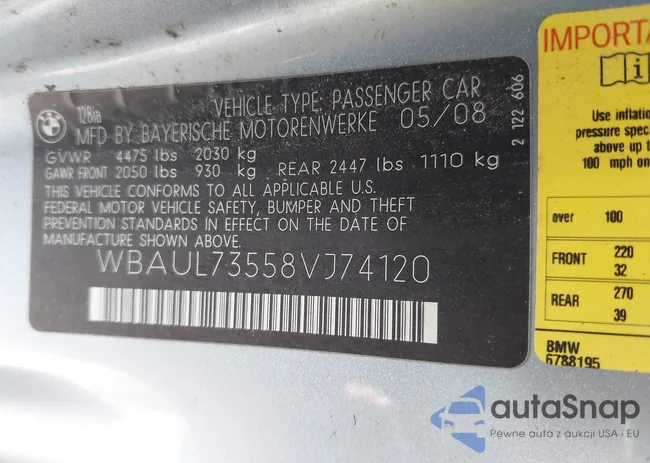 BMW
128ia
VEHICLE TYPE: PASSENGER CAR
MFD BY BAYERISCHE MOTORENWERKE 05/08
GVWR 4475 lbs 2030 kg
GAWR FRONT 2050 lbs 930 kg REAR 2447 lbs 1110 kg
THIS VEHICLE CONFORMS TO ALL APPLICABLE U.S.
FEDERAL MOTOR VEHICLE SAFETY, BUMPER AND THEFT
PREVENTION STANDARDS IN EFFECT ON THE DATE OF
MANUFACTURE SHOWN ABOVE.
WBAUL73558VJ74120
2 122 606
IMPORTA
Use inflatio
pressure spec
above up t
100 mph on
over 100
FRONT 220
32
REAR 270
39
BMW
6788195
autaSnap
Pewne auta z aukcji USA i EU